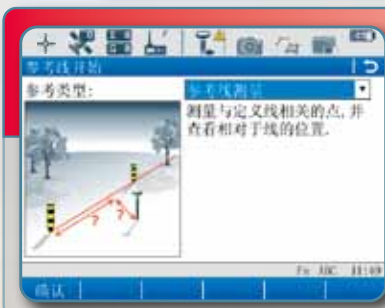 参考线开始
参考类型:
参考线测量
测量与定义线相关的点, 并
查看相对于线的位置.
? ?
Fn ABC 11:49
确认